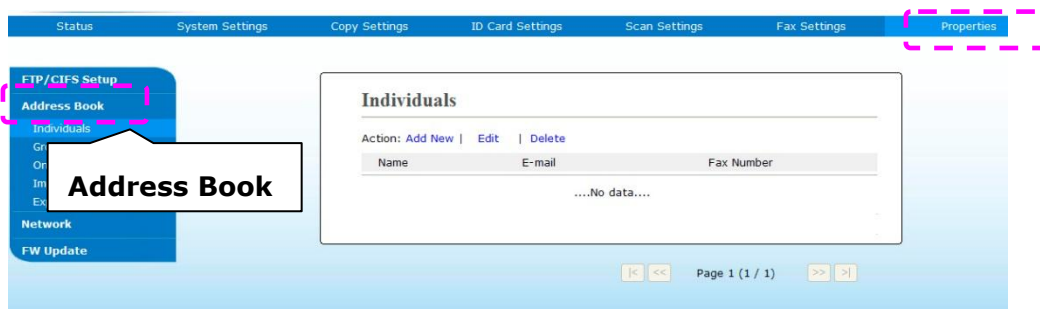 Status System Settings Copy Settings ID Card Settings Scan Settings Fax Settings Properties
FTP/CIFS Setup
Address Book
Individuals
Address Book
Network
FW Update
Individuals
Action: Add New | Edit | Delete
Name E-mail Fax Number
....No data....
|< << Page 1 (1 / 1) >> >|